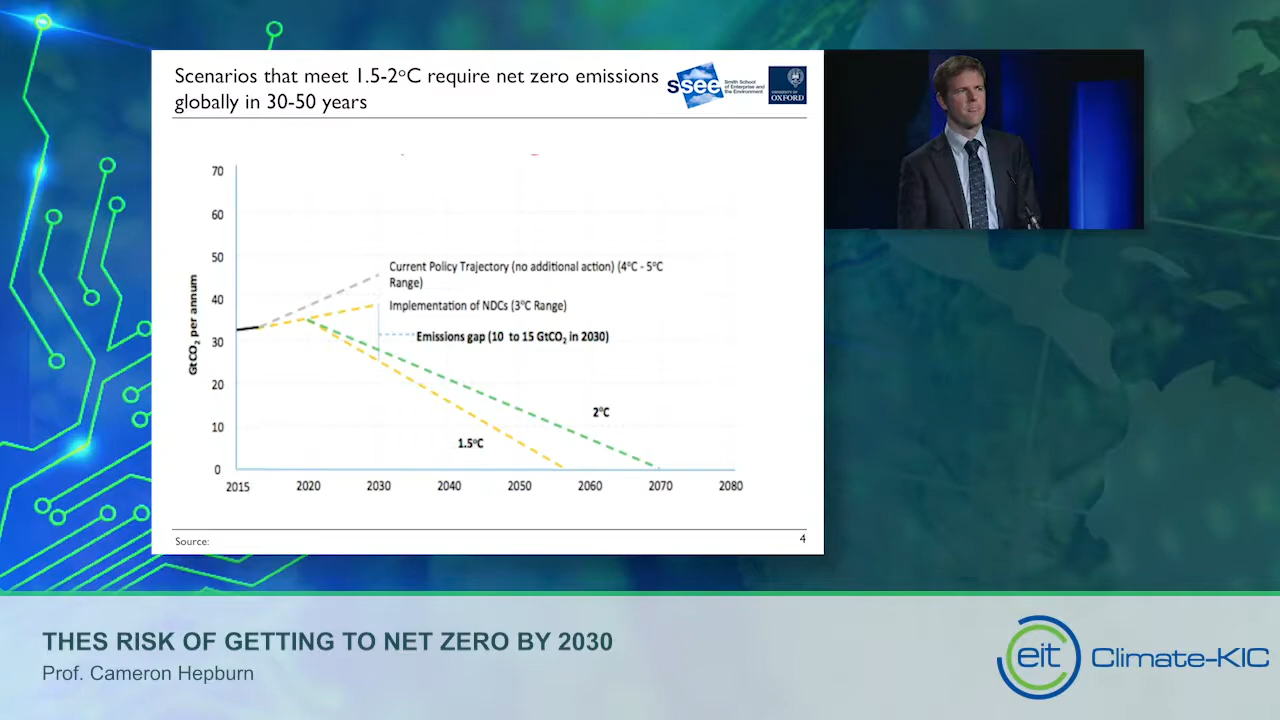 Scenarios that meet 1.5-2°C require net zero emissions
globally in 30-50 years
ssee
Smith School
of Enterprise and
the Environment
UNIVERSITY OF
OXFORD
70
60
50
40
30
20
10
0
GtCO₂ per annum
Current Policy Trajectory (no additional action) (4°C - 5°C
Range)
Implementation of NDCs (3°C Range)
Emissions gap (10 to 15 GtCO₂ in 2030)
2°C
1.5°C
2015 2020 2030 2040 2050 2060 2070 2080
Source:
4
THES RISK OF GETTING TO NET ZERO BY 2030
Prof. Cameron Hepburn
eit Climate-KIC